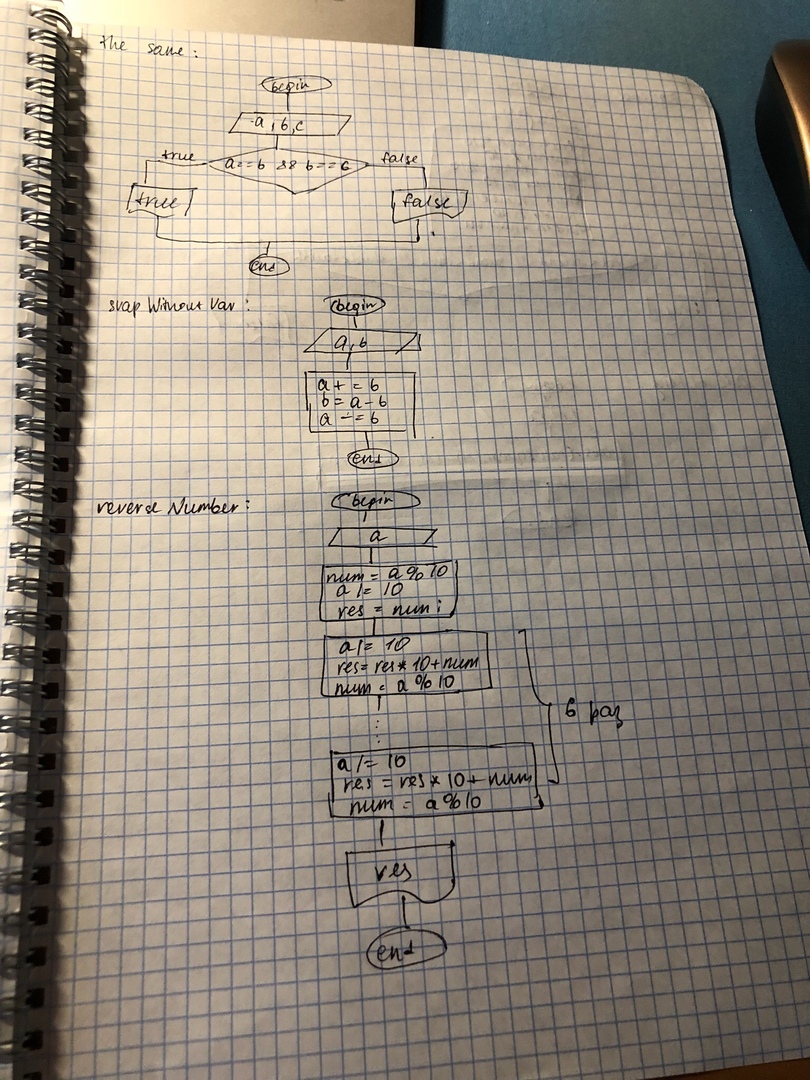 the same:
begin
a, b, c
true a==b && b==c false
true false
end
swap Without Var:
begin
a, b
a += b
b = a - b
a -= b
end
reverse Number:
begin
a
num = a % 10
a /= 10
res = num;
a /= 10
res = res * 10 + num
num = a % 10
6 раз
a /= 10
res = res * 10 + num
num = a % 10
res
end